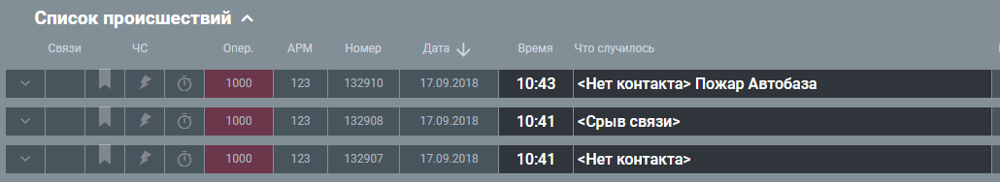 Список происшествий
Связи ЧС Опер. АРМ Номер Дата Время Что случилось
1000 123 132910 17.09.2018 10:43 <Нет контакта> Пожар Автобаза
1000 123 132908 17.09.2018 10:41 <Срыв связи>
1000 123 132907 17.09.2018 10:41 <Нет контакта>